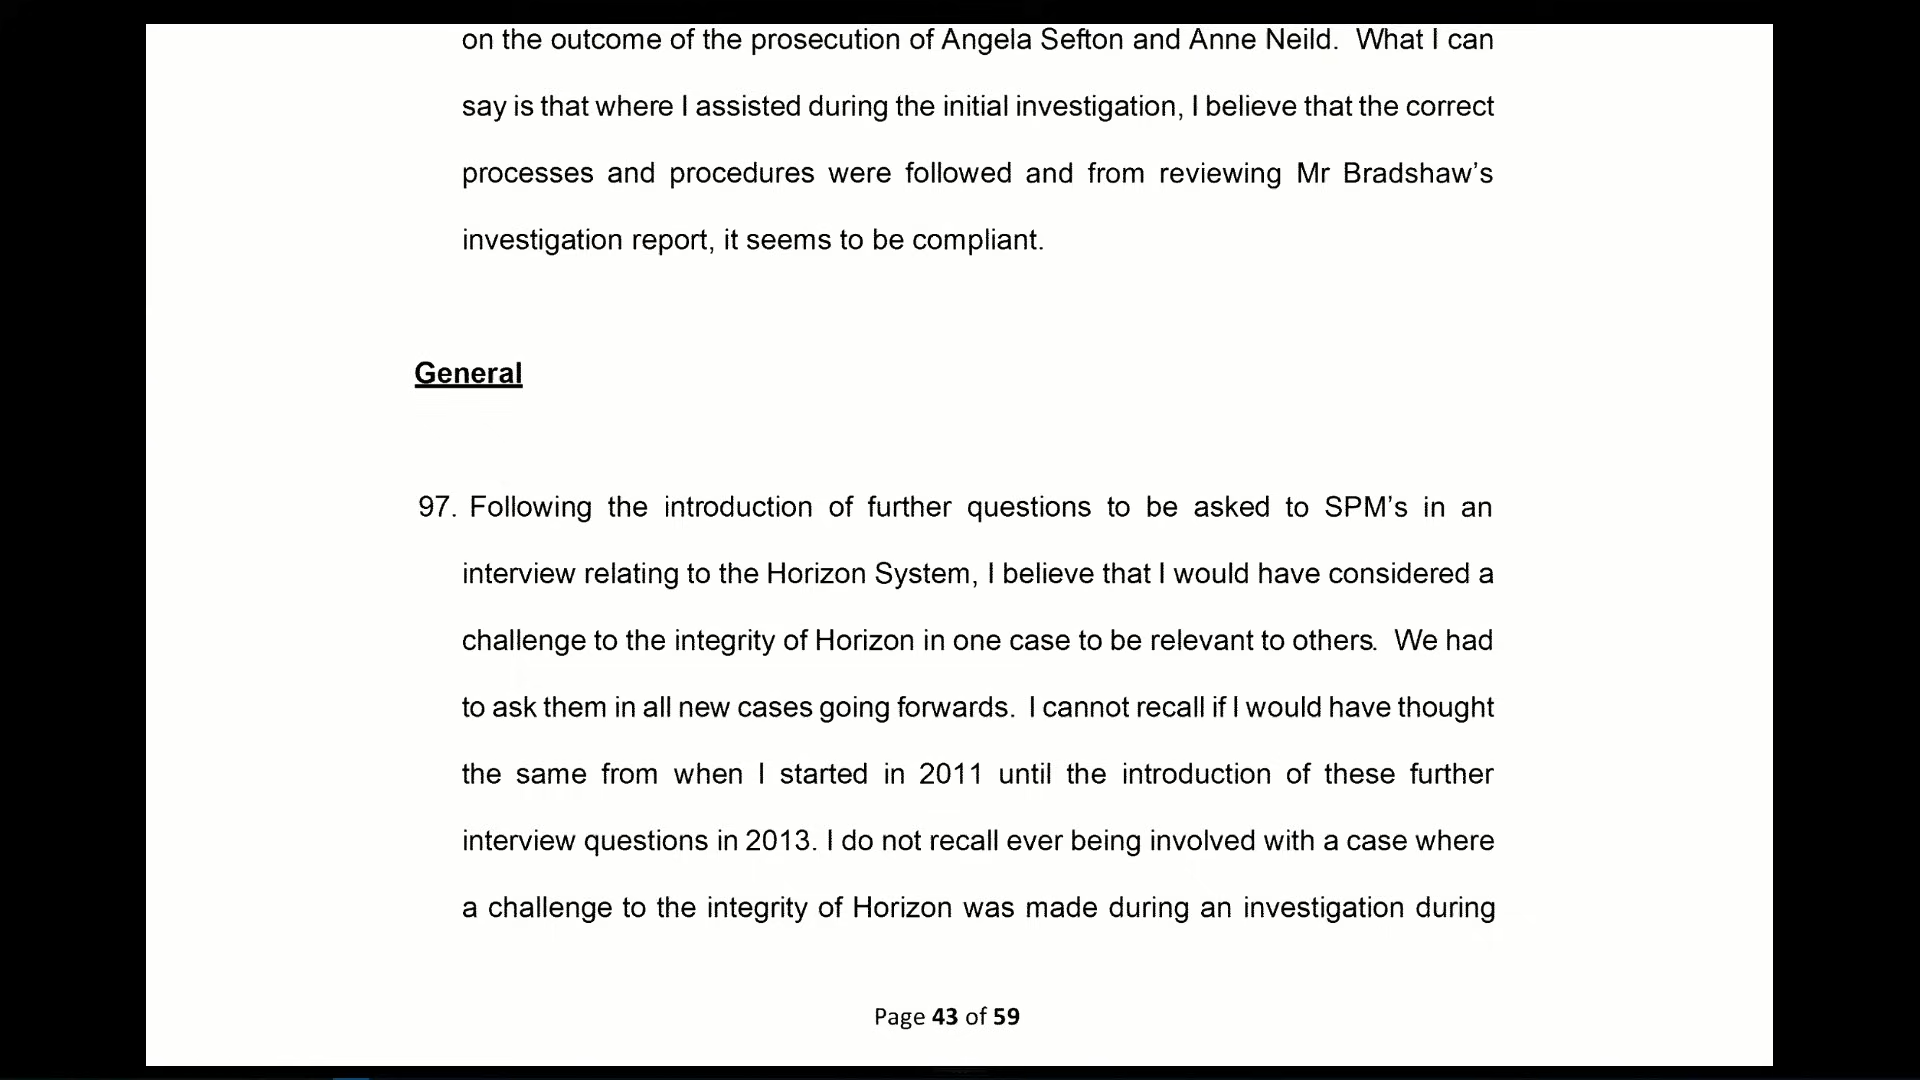 on the outcome of the prosecution of Angela Sefton and Anne Neild. What I can
say is that where I assisted during the initial investigation, I believe that the correct
processes and procedures were followed and from reviewing Mr Bradshaw’s
investigation report, it seems to be compliant.
General
97. Following the introduction of further questions to be asked to SPM’s in an
interview relating to the Horizon System, I believe that I would have considered a
challenge to the integrity of Horizon in one case to be relevant to others. We had
to ask them in all new cases going forwards. I cannot recall if I would have thought
the same from when I started in 2011 until the introduction of these further
interview questions in 2013. I do not recall ever being involved with a case where
a challenge to the integrity of Horizon was made during an investigation during
Page 43 of 59